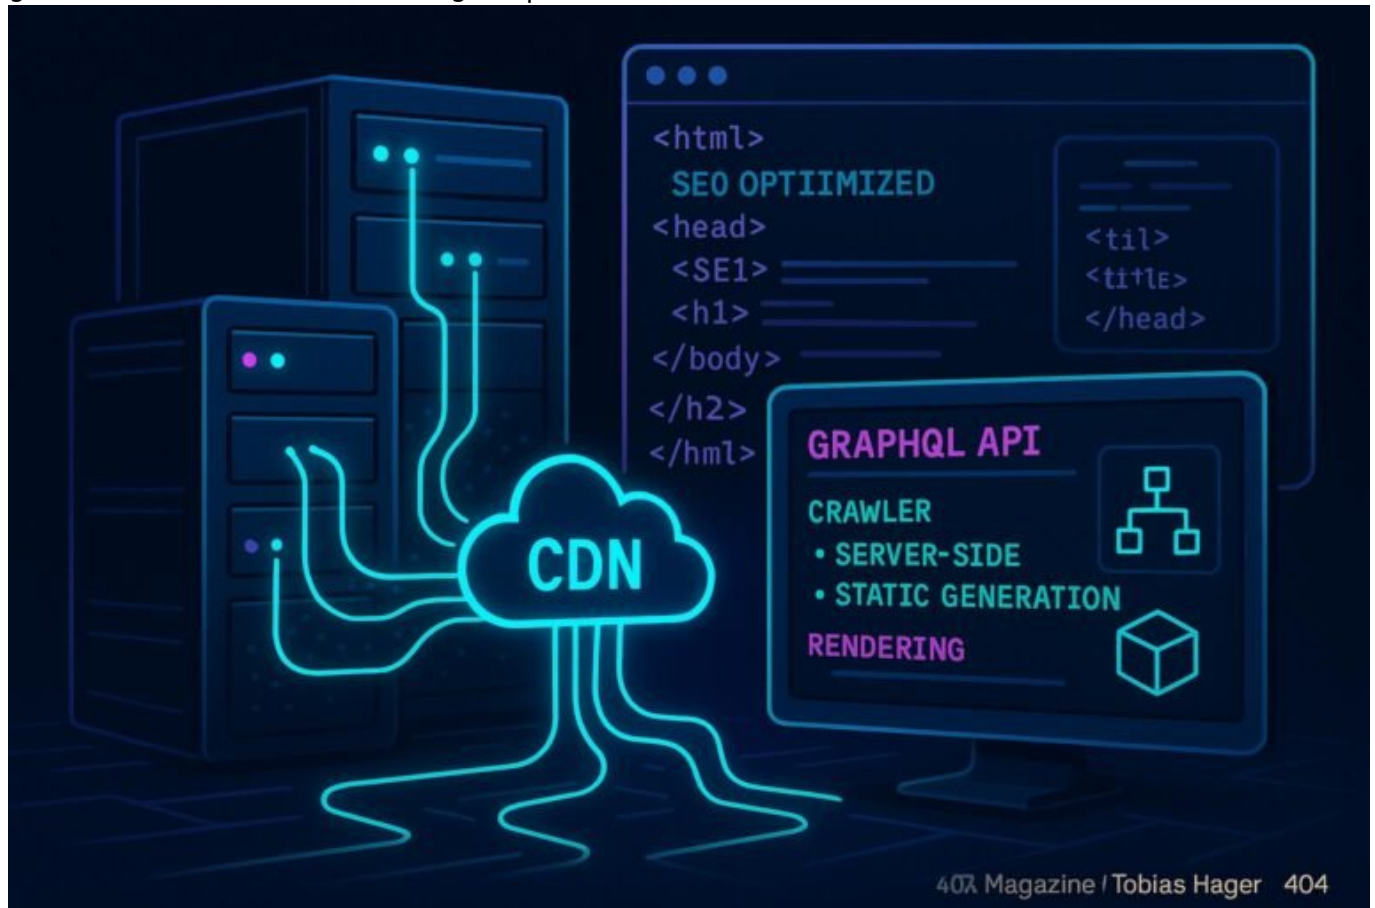 <html>
SEO OPTIIMIZED
<head>
<SE1>
<h1>
</body>
</h2>
</hml>
<til>
<title>
</head>
GRAPHQL API
CRAWLER
• SERVER-SIDE
• STATIC GENERATION
RENDERING
CDN
Magazine / Tobias Hager 404